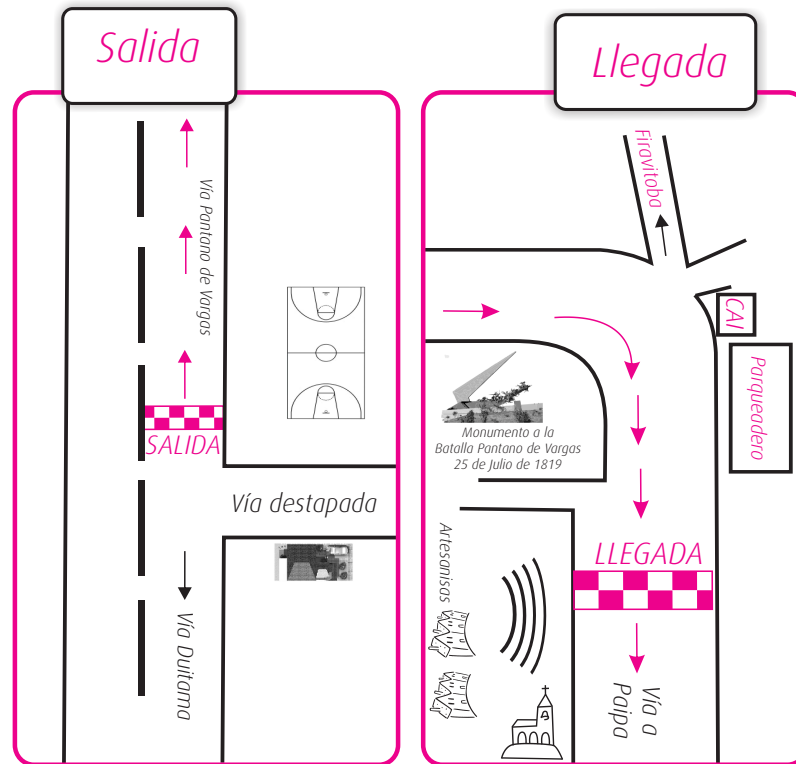 Salida
Vía Pantano de Vargas
SALIDA
Vía destapada
Vía Duitama
Llegada
Firavitoba
CAI
Parqueadero
Monumento a la
Batalla Pantano de Vargas
25 de Julio de 1819
Artesanisas
LLEGADA
Vía a
Paipa